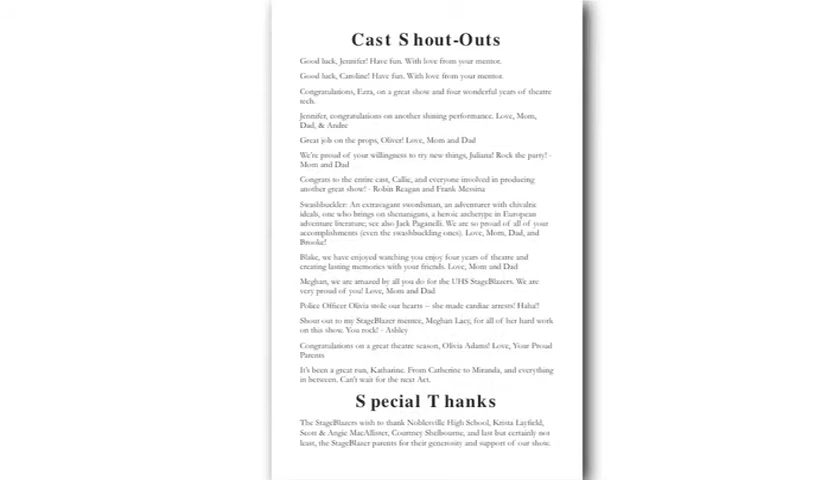 Cast Shout-Outs
Good luck, Jennifer! Have fun. With love from your mentor.
Good luck, Caroline! Have fun. With love from your mentor.
Congratulations, Ezra, on a great show and four wonderful years of theatre
tech.
Jennifer, congratulations on another shining performance. Love, Mom,
Dad, & Andre
Great job on the props, Oliver! Love, Mom and Dad
We're proud of your willingness to try new things, Juliana! Rock the party! -
Mom and Dad
Congrats to the entire cast, Callie, and everyone involved in producing
another great show! - Robin Reagan and Frank Messina
Swashbuckler: An extravagant swordsman, an adventurer with chivalric
ideals, one who brings on shenanagans, a heroic archetype in European
adventure literature; see also Jack Paganelli. We are so proud of all of your
accomplishments (even the swashbuckling ones). Love, Mom, Dad, and
Brooke!
Blake, we have enjoyed watching you enjoy four years of theatre and
creating lasting memories with your friends. Love, Mom and Dad
Meghan, we are amazed by all you do for the UHS StageBlazers. We are
very proud of you! Love, Mom and Dad
Police Officer Olivia stole our hearts -- she made cardiac arrests! Haha!!
Shout out to my StageBlazer mentee, Meghan Lacy, for all of her hard work
on this show. You rock! - Ashley
Congratulations on a great theatre season, Olivia Adams! Love, Your Proud
Parents
It's been a great run, Katharine. From Catherine to Miranda, and everything
in between. Can't wait for the next Act.
Special Thanks
The StageBlazers wish to thank Noblesville High School, Krista Layfield,
Scott & Angie MacAllister, Courtney Shelbourne, and last but certainly not
least, the StageBlazer parents for their generosity and support of our show.